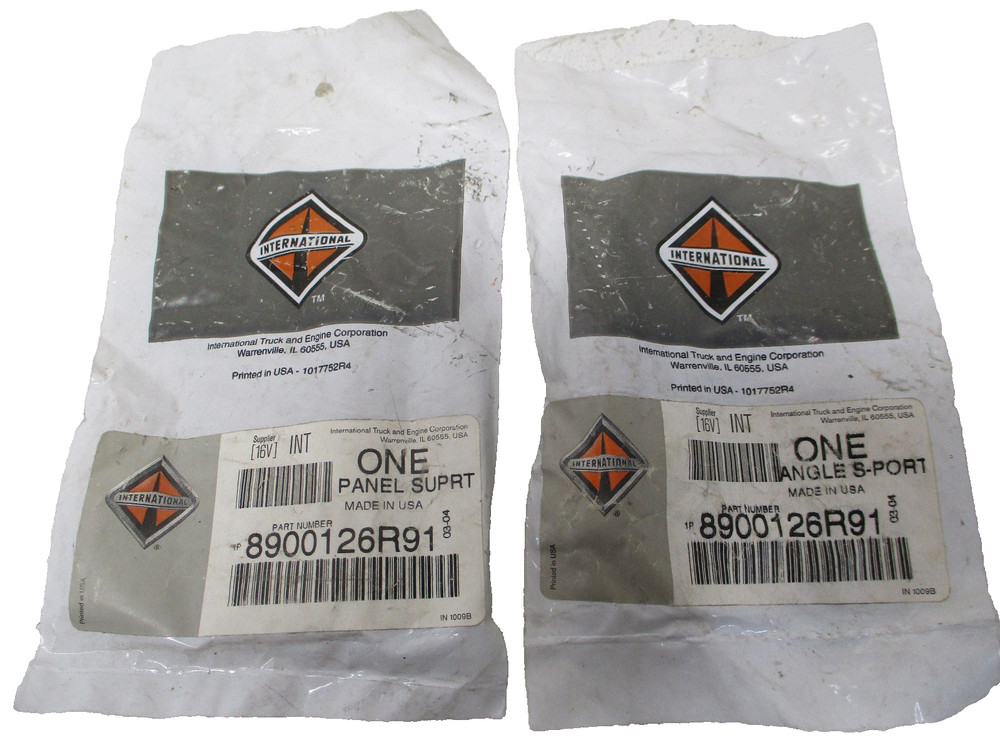 INTERNATIONAL
TM
International Truck and Engine Corporation
Warrenville, IL 60555, USA
Printed in USA - 1017752R4
INTERNATIONAL
®
Printed in USA
Supplier
[16V] INT
International Truck and Engine Corporation
Warrenville, IL 60555, USA
ONE
PANEL SUPRT
MADE IN USA
PART NUMBER
1P 8900126R91 03-04
IN 1009B
INTERNATIONAL
TM
International Truck and Engine Corporation
Warrenville, IL 60555, USA
Printed in USA - 1017752R4
INTERNATIONAL
®
Printed in USA
Supplier
[16V] INT
International Truck and Engine Corporation
Warrenville, IL 60555, USA
ONE
ANGLE S-PORT
MADE IN USA
PART NUMBER
1P 8900126R91 03-04
IN 1009B